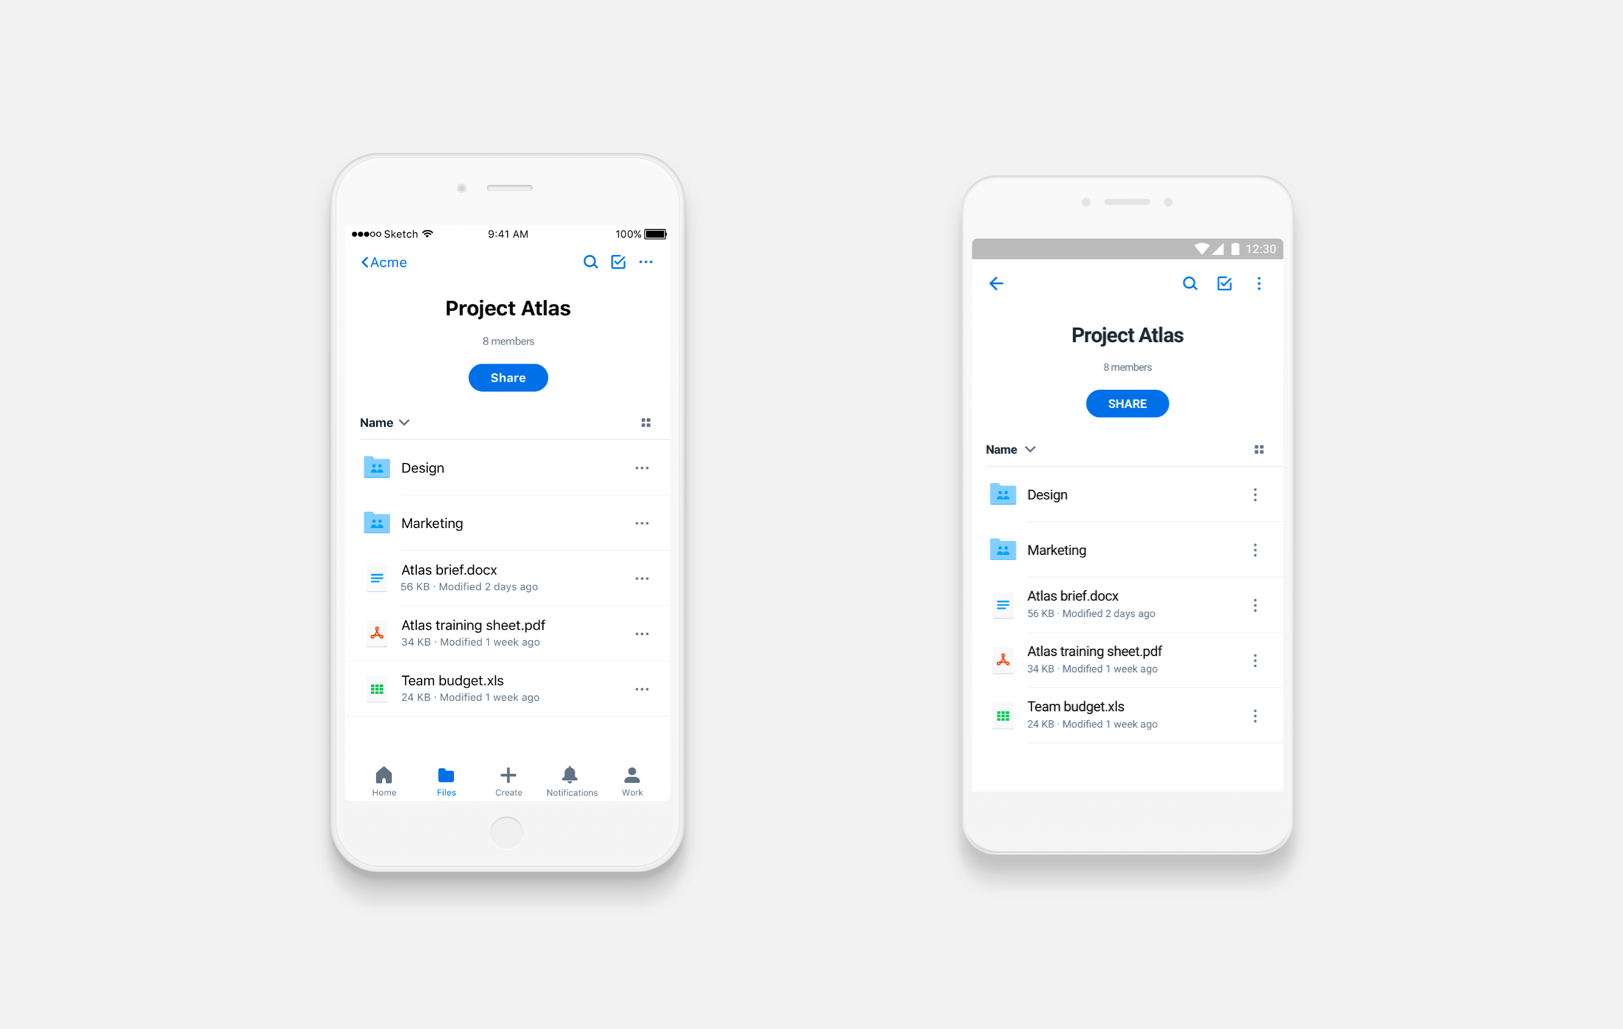 Sketch 9:41 AM 100%
Acme
Project Atlas
8 members
Share
Name
Design
Marketing
Atlas brief.docx
56 KB · Modified 2 days ago
Atlas training sheet.pdf
34 KB · Modified 1 week ago
Team budget.xls
24 KB · Modified 1 week ago
Home Files Create Notifications Work
12:30
Project Atlas
8 members
SHARE
Name
Design
Marketing
Atlas brief.docx
56 KB · Modified 2 days ago
Atlas training sheet.pdf
34 KB · Modified 1 week ago
Team budget.xls
24 KB · Modified 1 week ago